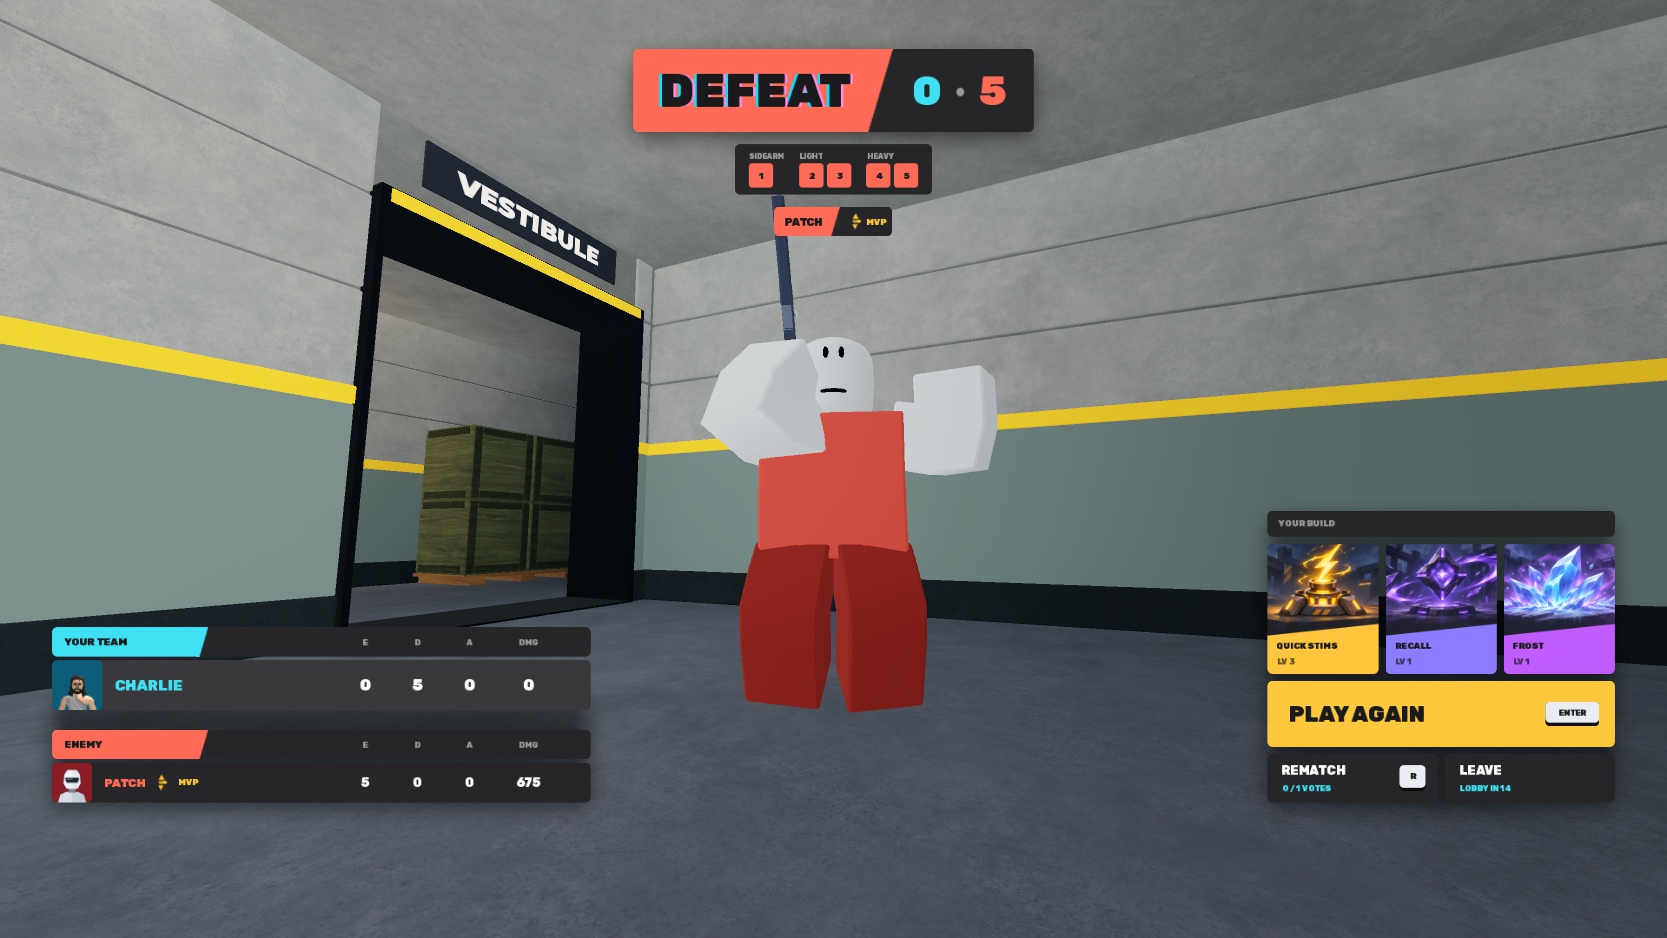 DEFEAT 0 • 5
SIDEARM LIGHT HEAVY
1 2 3 4 5
PATCH MVP
VESTIBULE
YOUR TEAM E D A DMG
CHARLIE 0 5 0 0
ENEMY E D A DMG
PATCH MVP 5 0 0 675
YOUR BUILD
QUICK STIMS RECALL FROST
LV 3 LV 1 LV 1
PLAY AGAIN ENTER
REMATCH R LEAVE
0 / 1 VOTES LOBBY IN 14